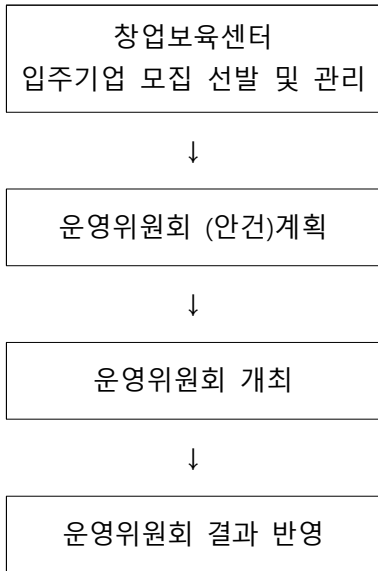 창업보육센터
입주기업 모집 선발 및 관리
↓
운영위원회 (안건)계획
↓
운영위원회 개최
↓
운영위원회 결과 반영